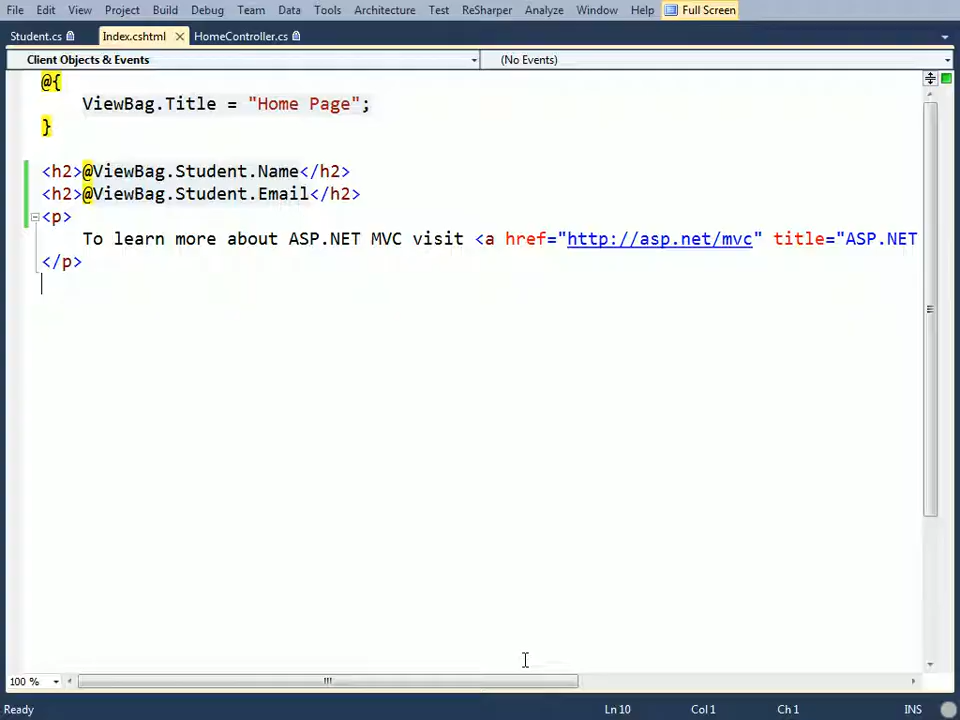 File Edit View Project Build Debug Team Data Tools Architecture Test ReSharper Analyze Window Help Full Screen
Student.cs Index.cshtml HomeController.cs
Client Objects & Events (No Events)
@{
ViewBag.Title = "Home Page";
}
<h2>@ViewBag.Student.Name</h2>
<h2>@ViewBag.Student.Email</h2>
<p>
To learn more about ASP.NET MVC visit <a href="http://asp.net/mvc" title="ASP.NET
</p>
100 %
Ready Ln 10 Col 1 Ch 1 INS